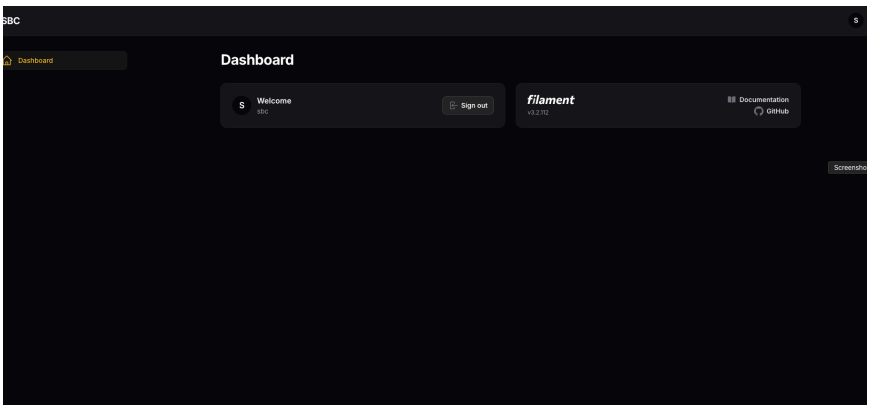 SBC
S
Dashboard
Dashboard
S
Welcome
sbc
Sign out
filament
v3.2.112
Documentation
GitHub
Screensho